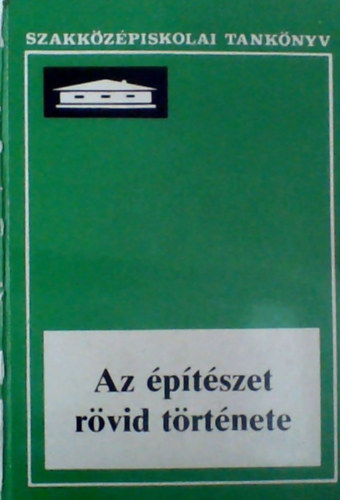 SZAKKÖZÉPISKOLAI TANKÖNYV
Az építészet
rövid története